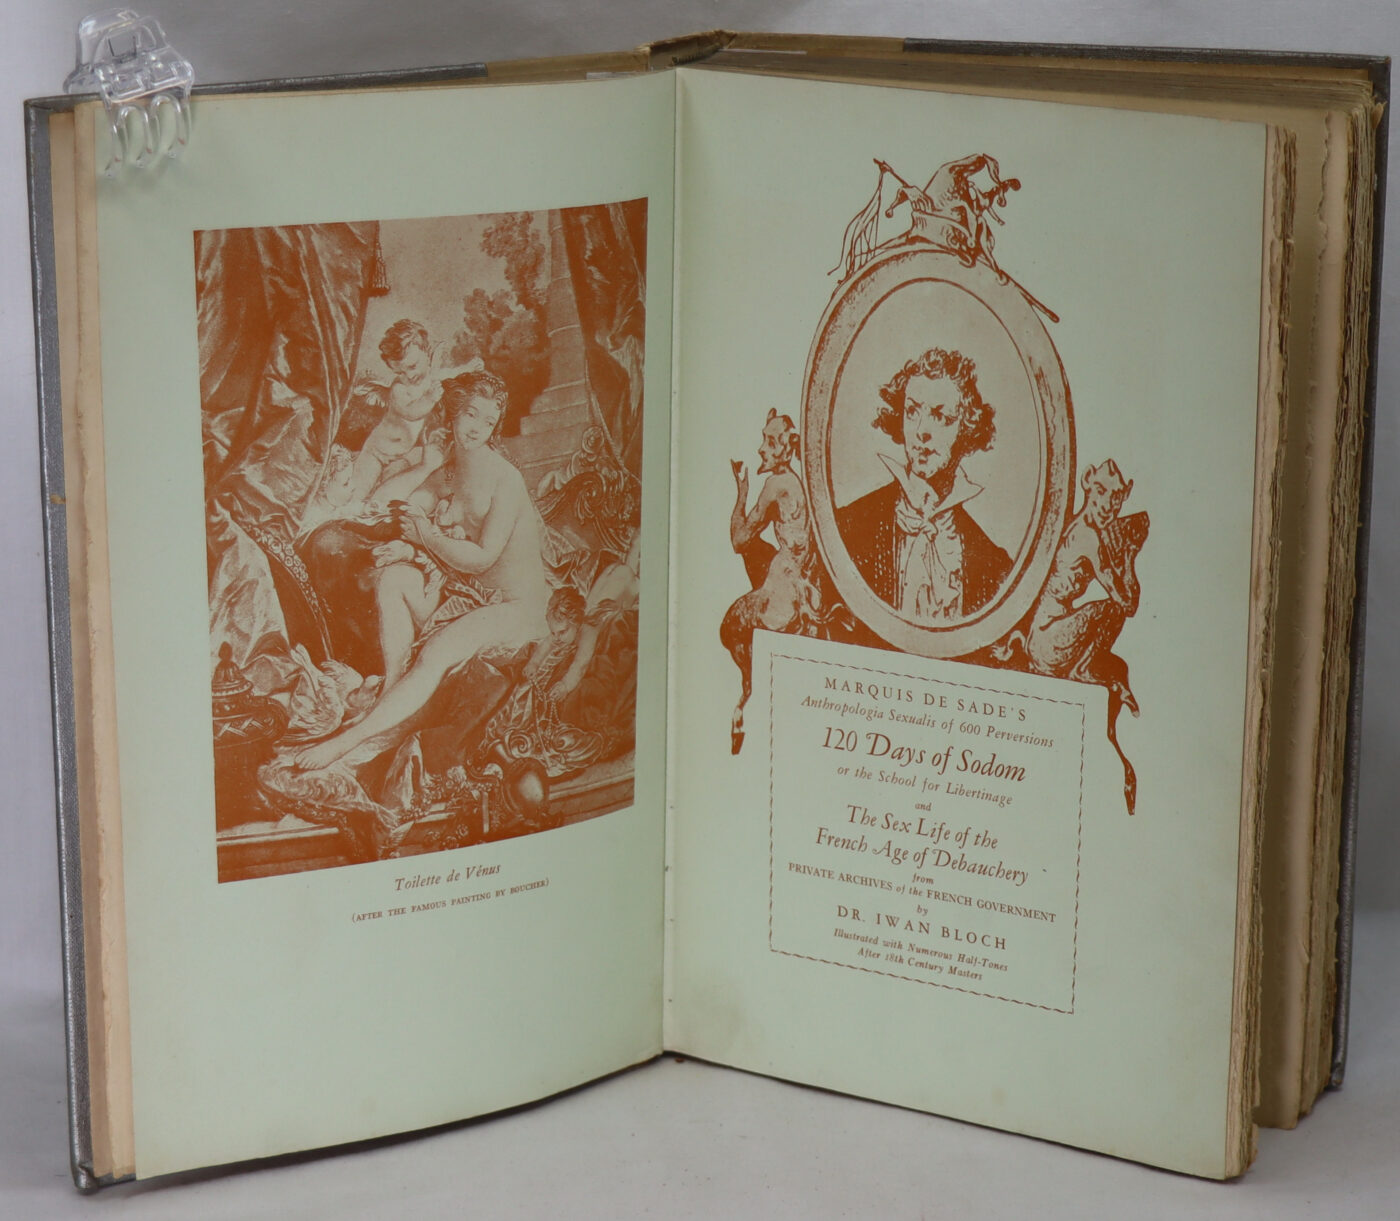 Toilette de Vénus
(AFTER THE FAMOUS PAINTING BY BOUCHER)
MARQUIS DE SADE'S
Anthropologia Sexualis of 600 Perversions
120 Days of Sodom
or the School for Libertinage
and
The Sex Life of the
French Age of Debauchery
from
PRIVATE ARCHIVES of the FRENCH GOVERNMENT
by
DR. IWAN BLOCH
Illustrated with Numerous Half-Tones
After 18th Century Masters